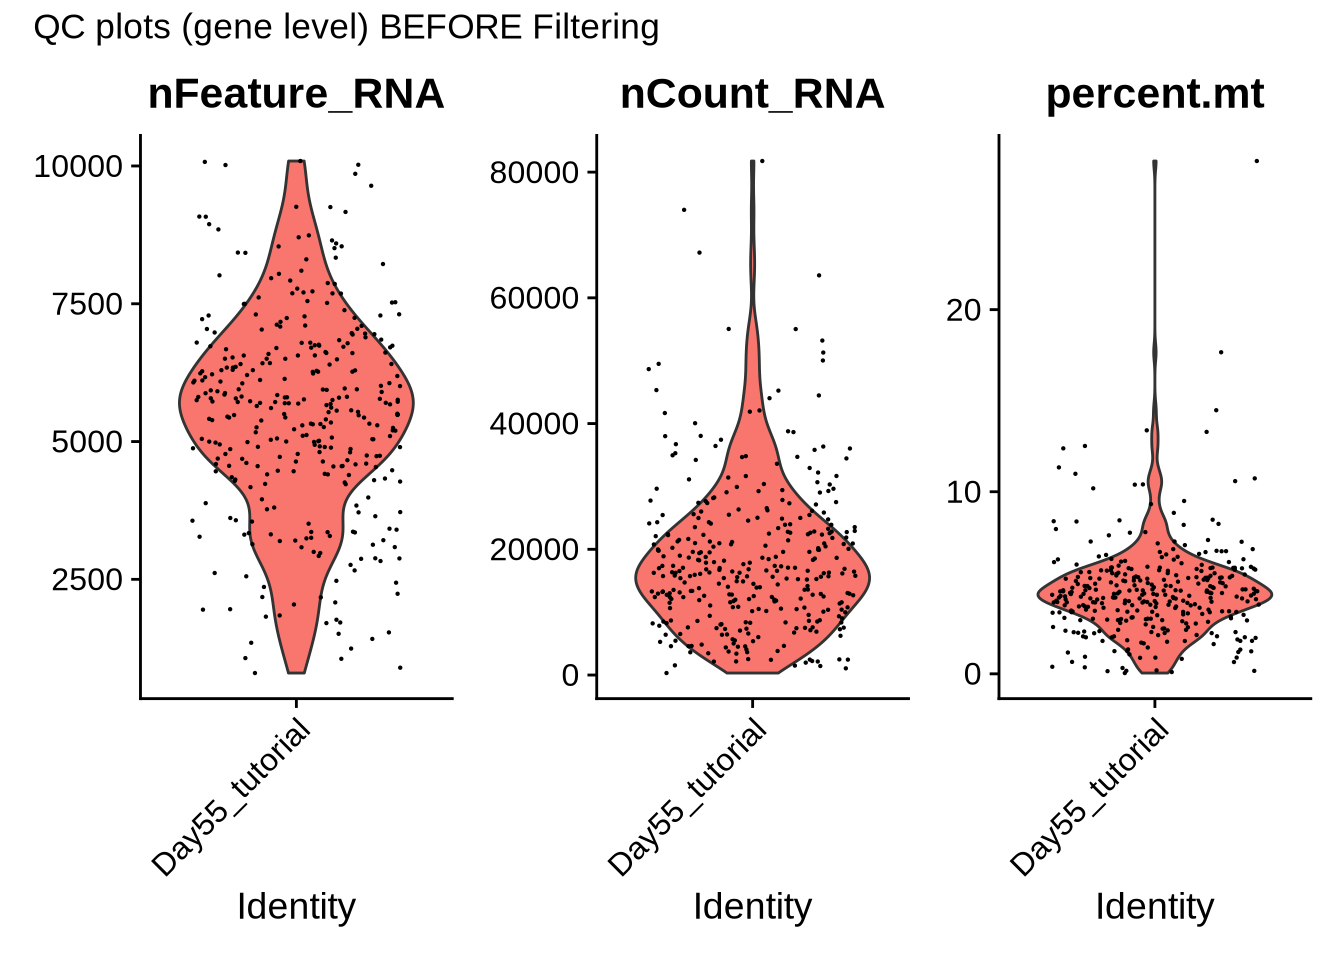 QC plots (gene level) BEFORE Filtering
nFeature_RNA
10000
7500
5000
2500
Day55_tutorial
Identity
nCount_RNA
80000
60000
40000
20000
0
Day55_tutorial
Identity
percent.mt
20
10
0
Day55_tutorial
Identity